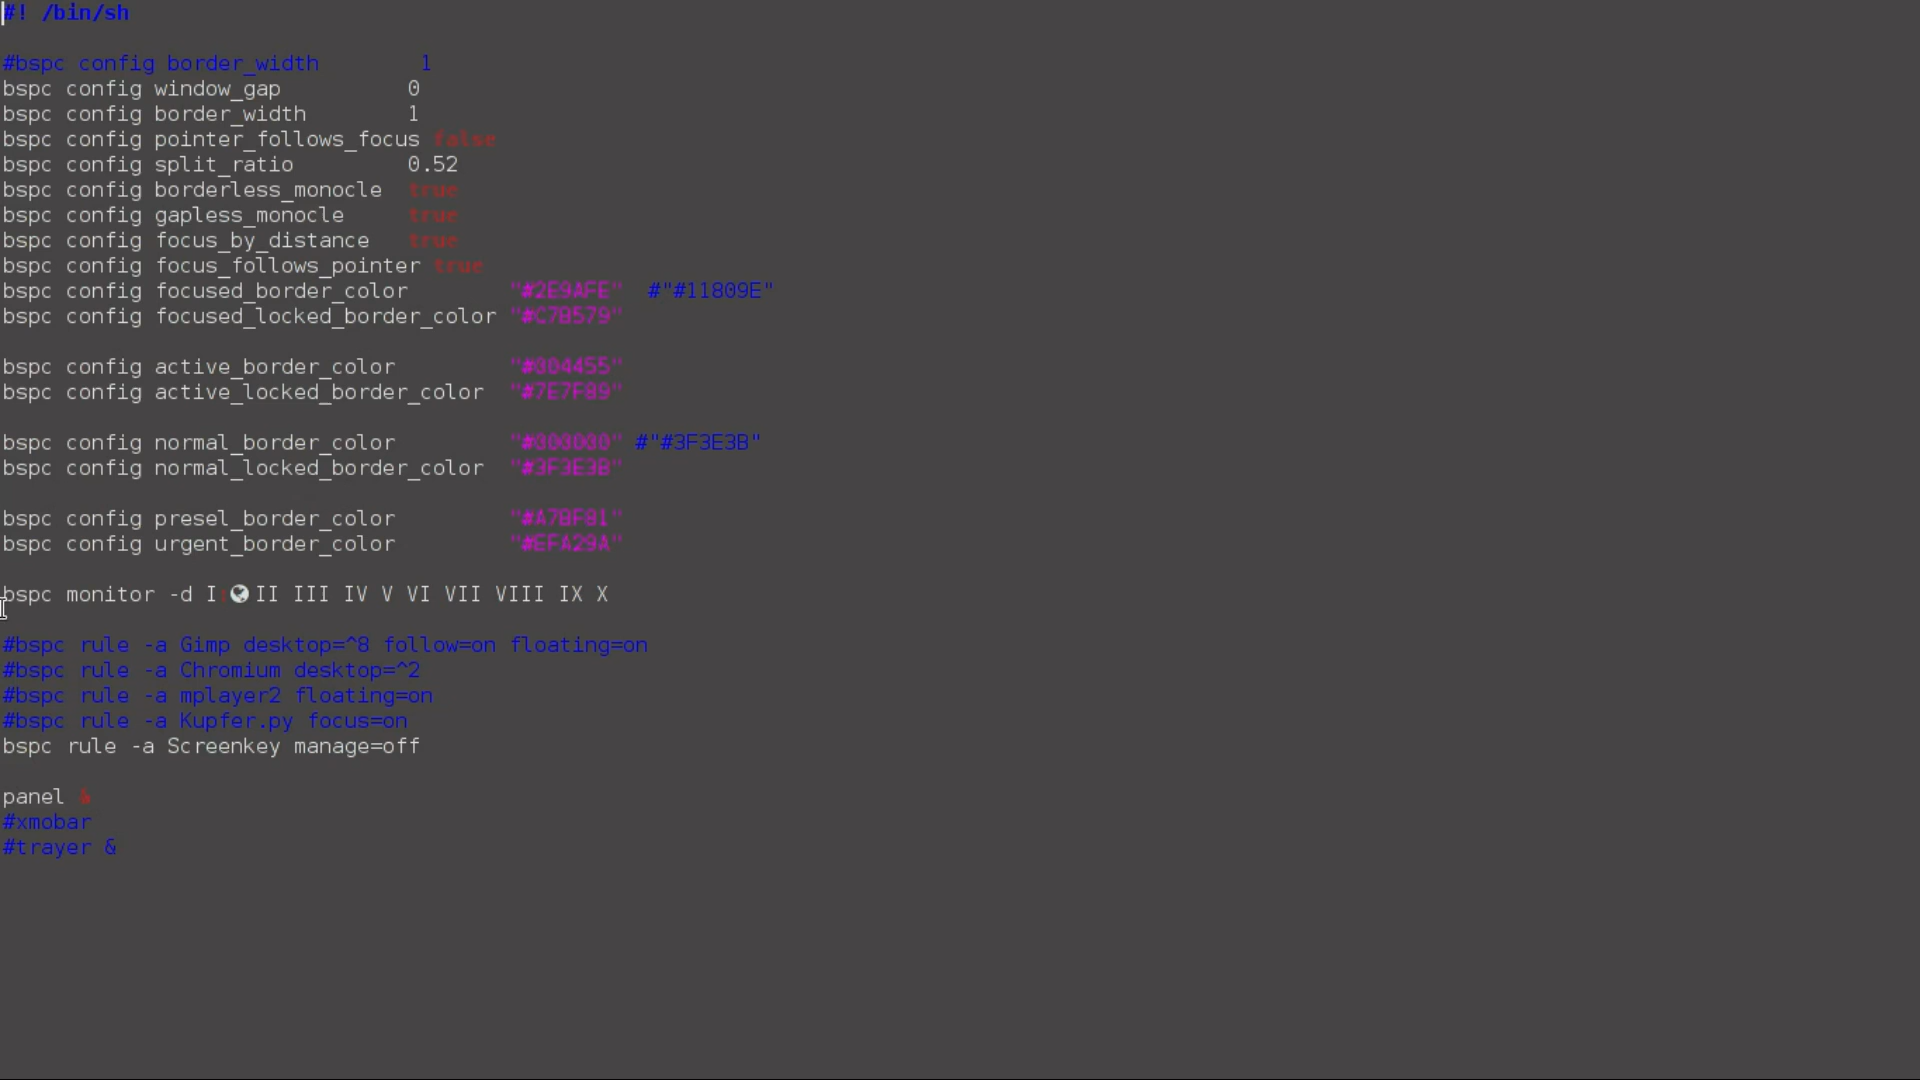 #! /bin/sh
#bspc config border_width 1
bspc config window_gap 0
bspc config border_width 1
bspc config pointer_follows_focus false
bspc config split_ratio 0.52
bspc config borderless_monocle true
bspc config gapless_monocle true
bspc config focus_by_distance true
bspc config focus_follows_pointer true
bspc config focused_border_color "#2E9AFE" #"#11809E"
bspc config focused_locked_border_color "#C7B579"
bspc config active_border_color
bspc config active_locked_border_color "#7E7F89"
bspc config normal_border_color #"#3F3E3B"
bspc config normal_locked_border_color "#3F3E3B"
bspc config presel_border_color
bspc config urgent_border_color "#EFA29A"
bspc monitor -d I II III IV V VI VII VIII IX X
#bspc rule -a Gimp desktop=^8 follow=on floating=on
#bspc rule -a Chromium desktop=^2
#bspc rule -a mplayer2 floating=on
#bspc rule -a Kupfer.py focus=on
bspc rule -a Screenkey manage=off
panel &
#xmobar
#trayer &